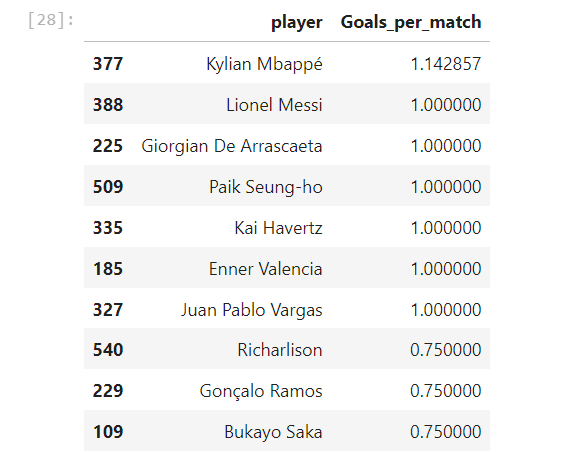 [28]:
player Goals_per_match
377 Kylian Mbappé 1.142857
388 Lionel Messi 1.000000
225 Giorgian De Arrascaeta 1.000000
509 Paik Seung-ho 1.000000
335 Kai Havertz 1.000000
185 Enner Valencia 1.000000
327 Juan Pablo Vargas 1.000000
540 Richarlison 0.750000
229 Gonçalo Ramos 0.750000
109 Bukayo Saka 0.750000